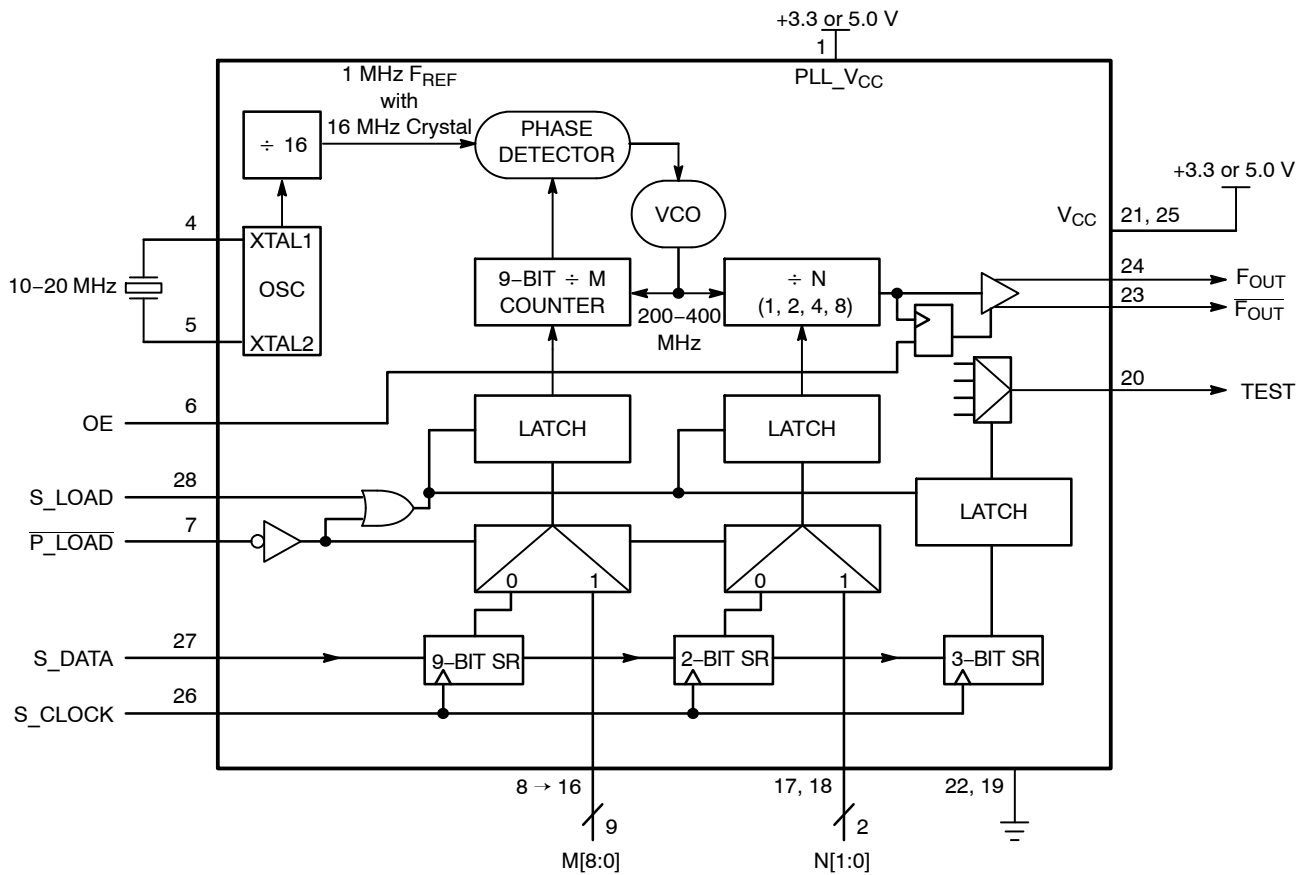 +3.3 or 5.0 V
1
PLL_VCC
1 MHz FREF
with
16 MHz Crystal
÷ 16
PHASE
DETECTOR
+3.3 or 5.0 V
VCO
VCC
21, 25
4
XTAL1
10–20 MHz
OSC
5
XTAL2
9–BIT ÷ M
COUNTER
200–400
MHz
÷ N
(1, 2, 4, 8)
24
FOUT
23
FOUT
20
TEST
OE
6
LATCH
LATCH
S_LOAD
28
P_LOAD
7
LATCH
0
1
0
1
S_DATA
27
9–BIT SR
2–BIT SR
3–BIT SR
S_CLOCK
26
8 → 16
17, 18
22, 19
9
2
M[8:0]
N[1:0]